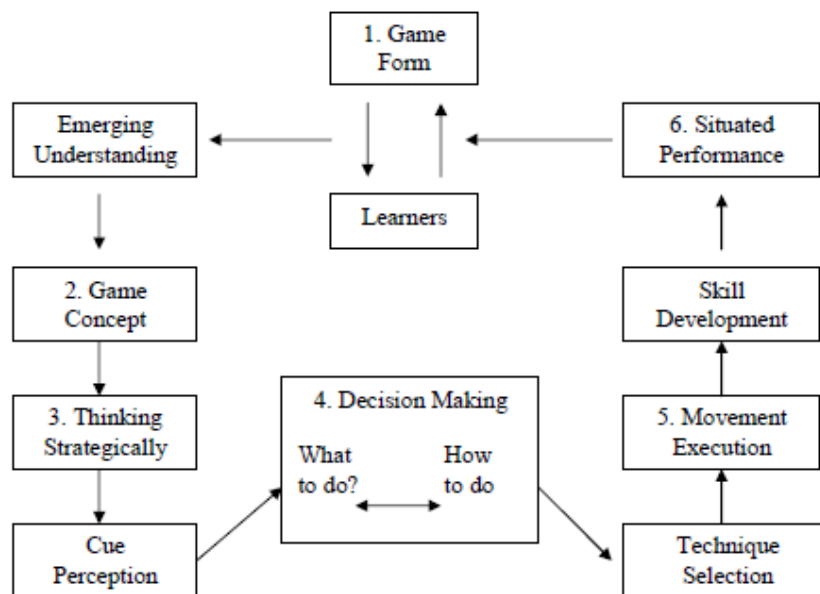 1. Game
Form
Emerging
Understanding
6. Situated
Performance
Learners
2. Game
Concept
Skill
Development
3. Thinking
Strategically
4. Decision Making
What
to do?
How
to do
5. Movement
Execution
Cue
Perception
Technique
Selection